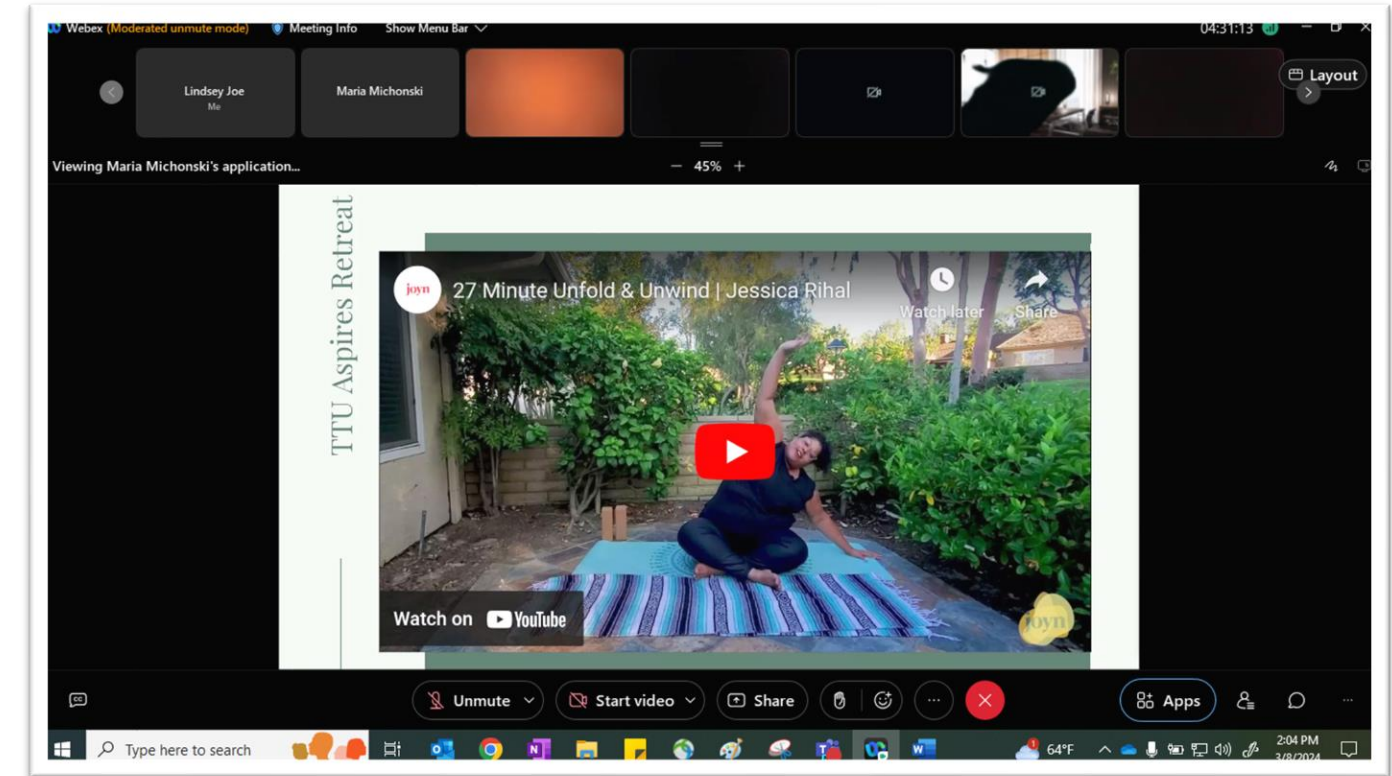 Webex (Moderated unmute mode) Meeting Info Show Menu Bar 04:31:13
Layout
Lindsey Joe
Me
Maria Michonski
Viewing Maria Michonski's application...
45%
TTU Aspires Retreat
joyn
27 Minute Unfold & Unwind | Jessica Rihal
Watch later
Share
Watch on YouTube
joyn
CC
Unmute
Start video
Share
Apps
Type here to search
64°F
2:04 PM
3/8/2024